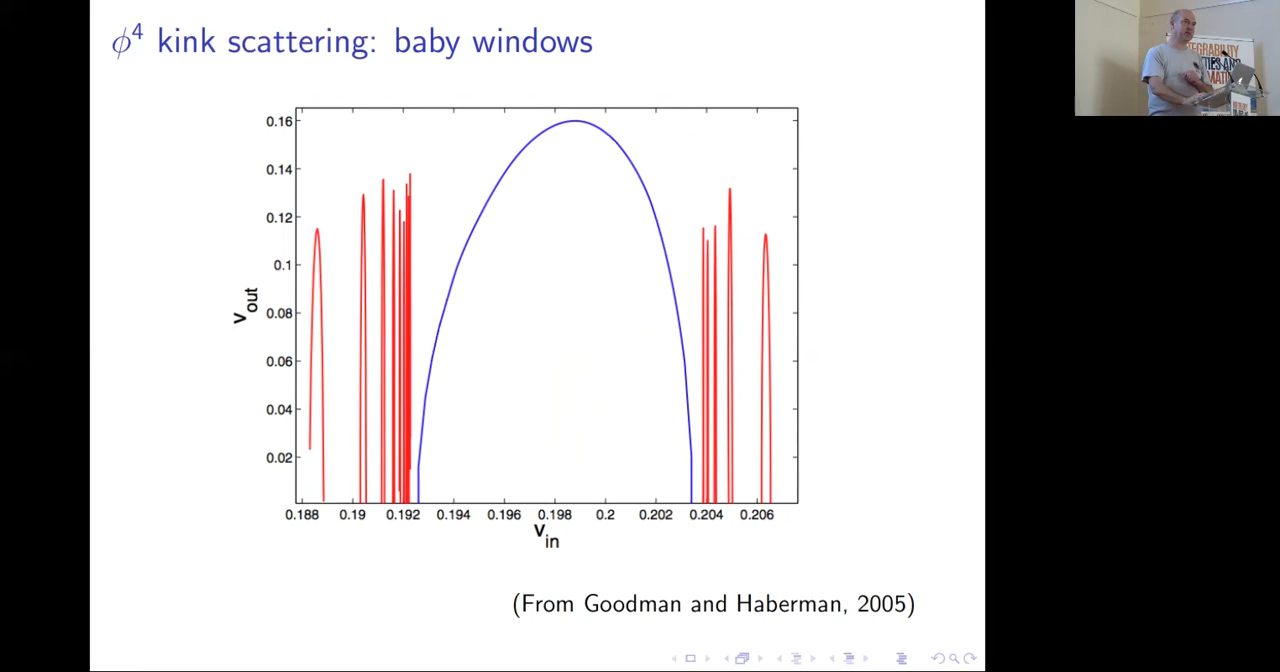 ϕ⁴ kink scattering: baby windows
0.16
0.14
0.12
0.1
0.08
0.06
0.04
0.02
v_out
0.188 0.19 0.192 0.194 0.196 0.198 0.2 0.202 0.204 0.206
v_in
(From Goodman and Haberman, 2005)